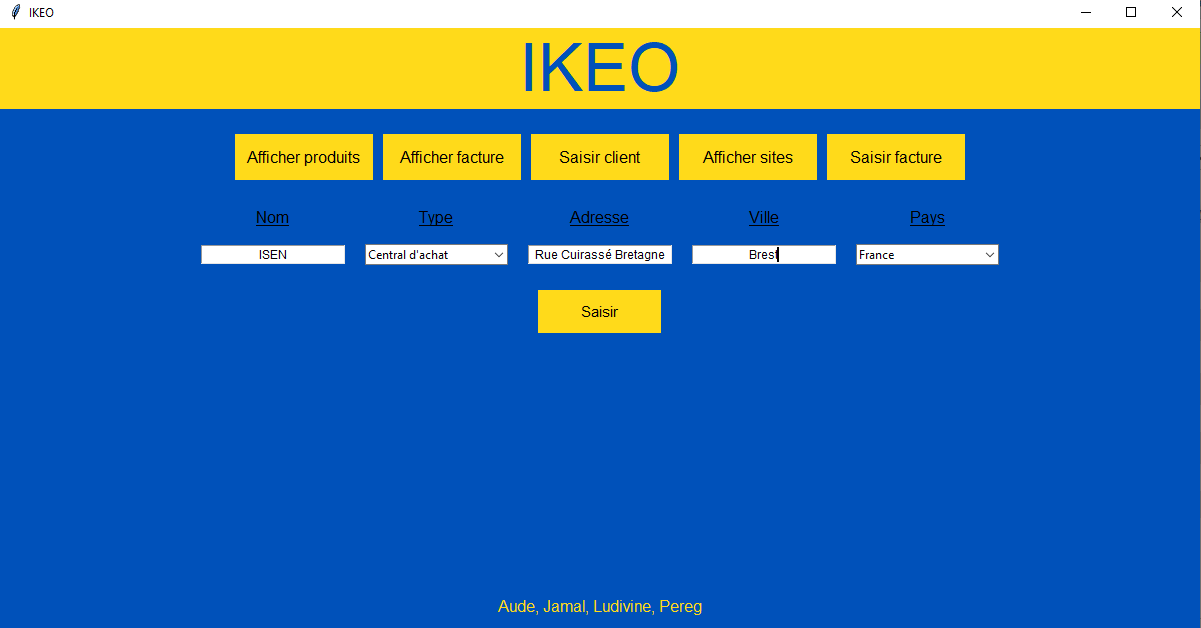 IKEO
IKEO
Afficher produits Afficher facture Saisir client Afficher sites Saisir facture
Nom Type Adresse Ville Pays
ISEN Central d'achat Rue Cuirassé Bretagne Brest France
Saisir
Aude, Jamal, Ludivine, Pereg